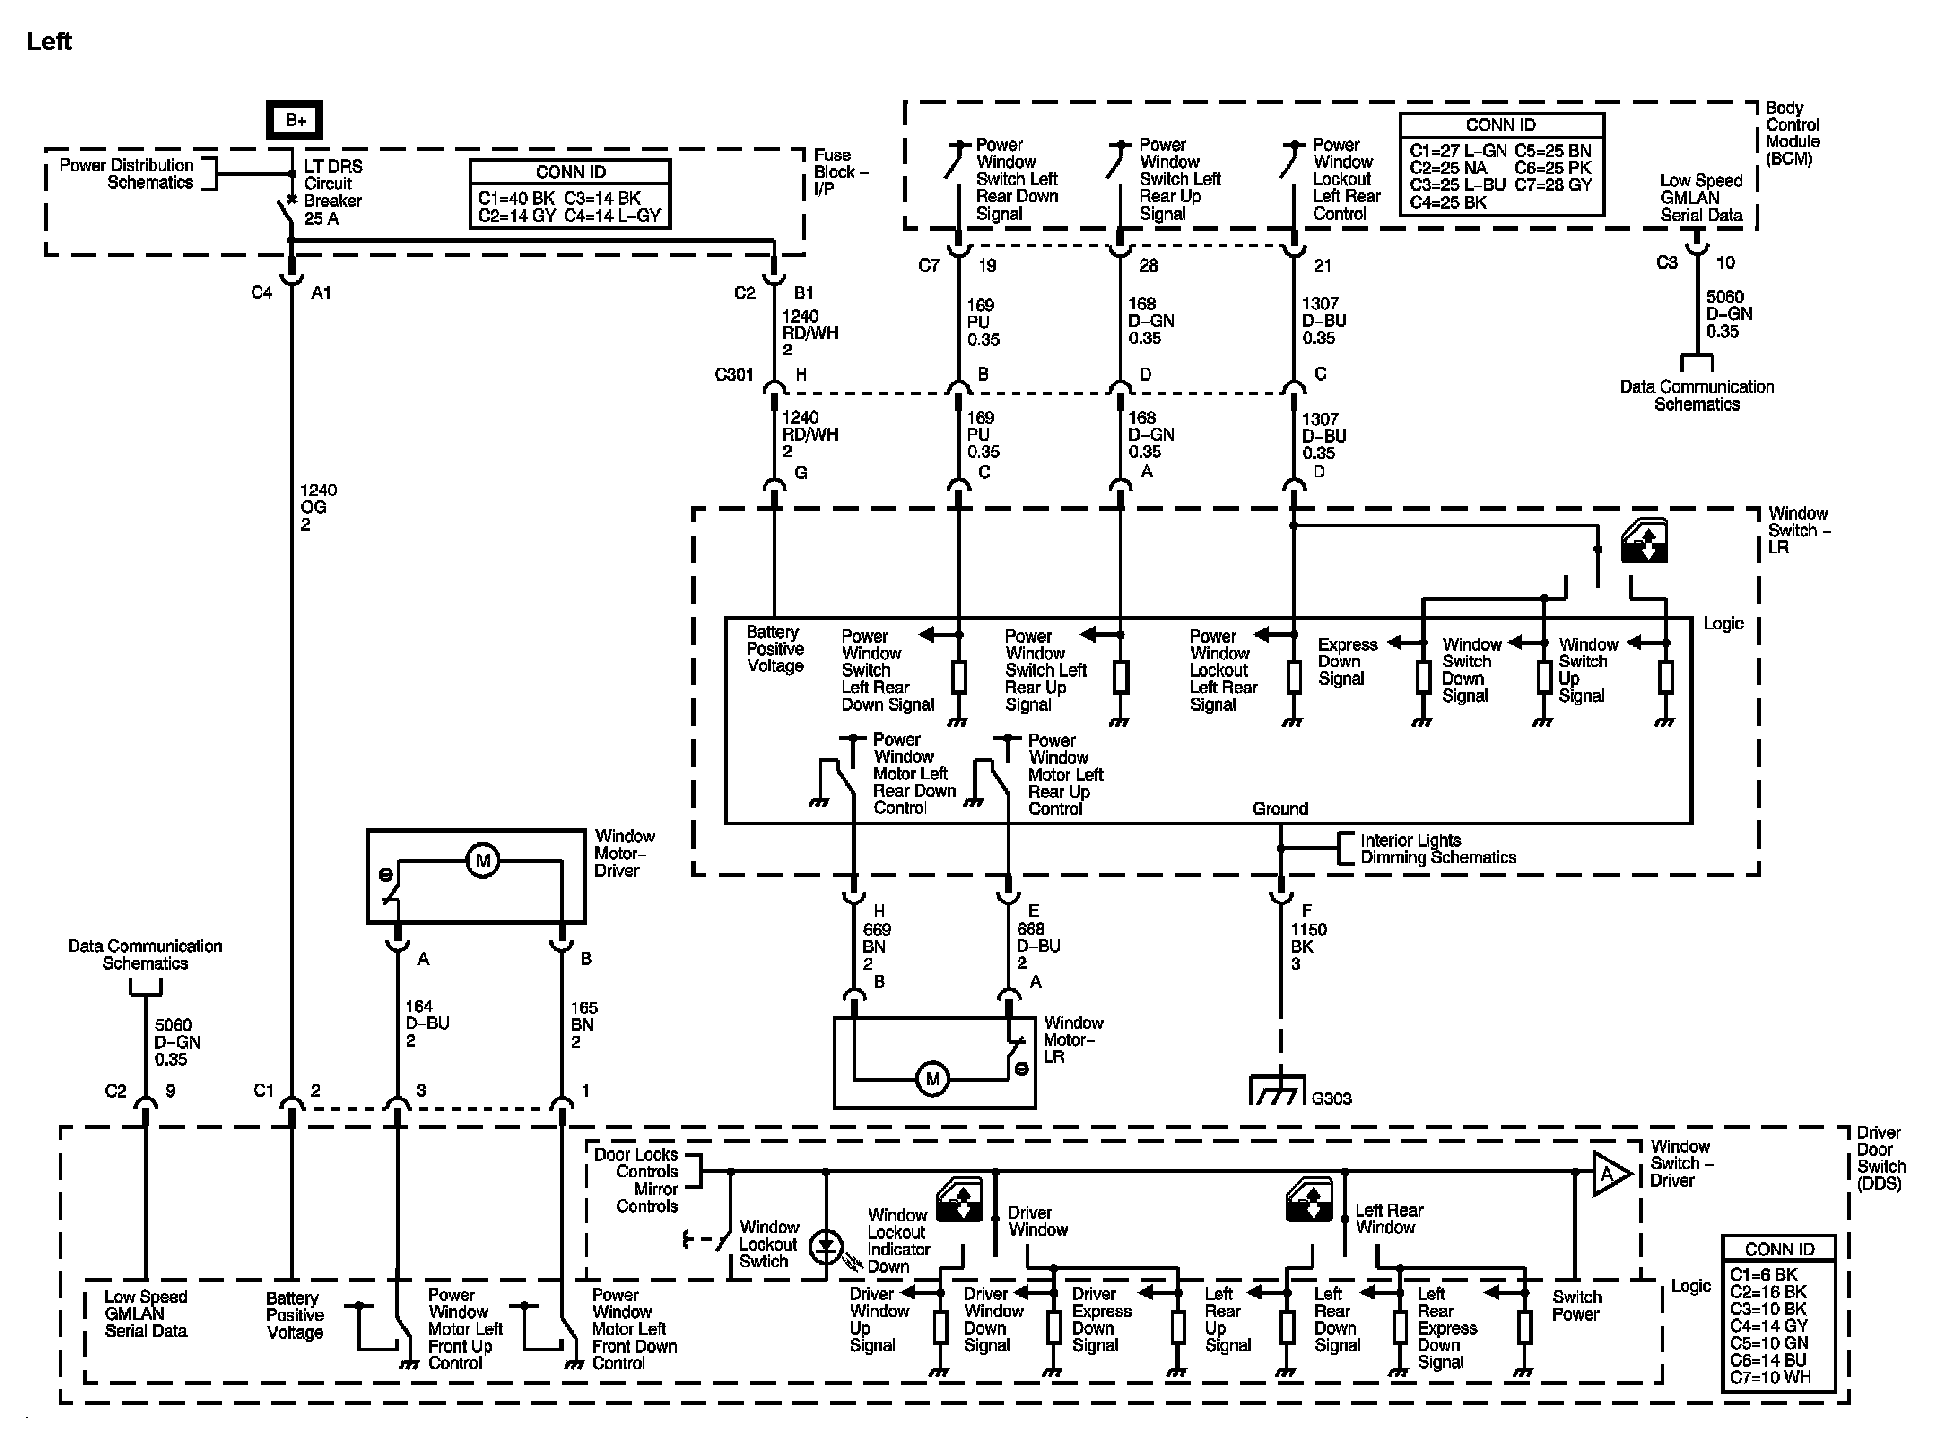 Left
B+
Power Distribution
Schematics
LT DRS
Circuit
Breaker
25 A
CONN ID
C1=40 BK C3=14 BK
C2=14 GY C4=14 L-GY
Fuse
Block –
I/P
Power
Window
Switch Left
Rear Down
Signal
Power
Window
Switch Left
Rear Up
Signal
Power
Window
Lockout
Left Rear
Control
CONN ID
C1=27 L-GN C5=25 BN
C2=25 NA C6=25 PK
C3=25 L-BU C7=28 GY
C4=25 BK
Low Speed
GMLAN
Serial Data
Body
Control
Module
(BCM)
C4 A1
C2 B1
1240
RD/WH
2
C301 H
1240
RD/WH
2
G
C7 19
169
PU
0.35
B
169
PU
0.35
C
28
168
D-GN
0.35
D
168
D-GN
0.35
A
21
1307
D-BU
0.35
C
1307
D-BU
0.35
D
C3 10
5060
D-GN
0.35
Data Communication
Schematics
1240
OG
2
Window
Switch –
LR
Logic
Battery
Positive
Voltage
Power
Window
Switch
Left Rear
Down Signal
Power
Window
Switch Left
Rear Up
Signal
Power
Window
Lockout
Left Rear
Signal
Express
Down
Signal
Window
Switch
Down
Signal
Window
Switch
Up
Signal
Power
Window
Motor Left
Rear Down
Control
Power
Window
Motor Left
Rear Up
Control
Ground
Interior Lights
Dimming Schematics
Window
Motor–
Driver
M
A
B
H
669
BN
2
B
E
668
D-BU
2
A
F
1150
BK
3
Data Communication
Schematics
5060
D-GN
0.35
164
D-BU
2
165
BN
2
Window
Motor–
LR
M
G303
C2 9
C1 2
3
1
Door Locks
Controls
Mirror
Controls
Window
Lockout
Swtich
Window
Lockout
Indicator
Down
Driver
Window
Left Rear
Window
A
Window
Switch –
Driver
Driver
Door
Switch
(DDS)
Low Speed
GMLAN
Serial Data
Battery
Positive
Voltage
Power
Window
Motor Left
Front Up
Control
Power
Window
Motor Left
Front Down
Control
Driver
Window
Up
Signal
Driver
Window
Down
Signal
Driver
Express
Down
Signal
Left
Rear
Up
Signal
Left
Rear
Down
Signal
Left
Rear
Express
Down
Signal
Switch
Power
Logic
CONN ID
C1=6 BK
C2=16 BK
C3=10 BK
C4=14 GY
C5=10 GN
C6=14 BU
C7=10 WH